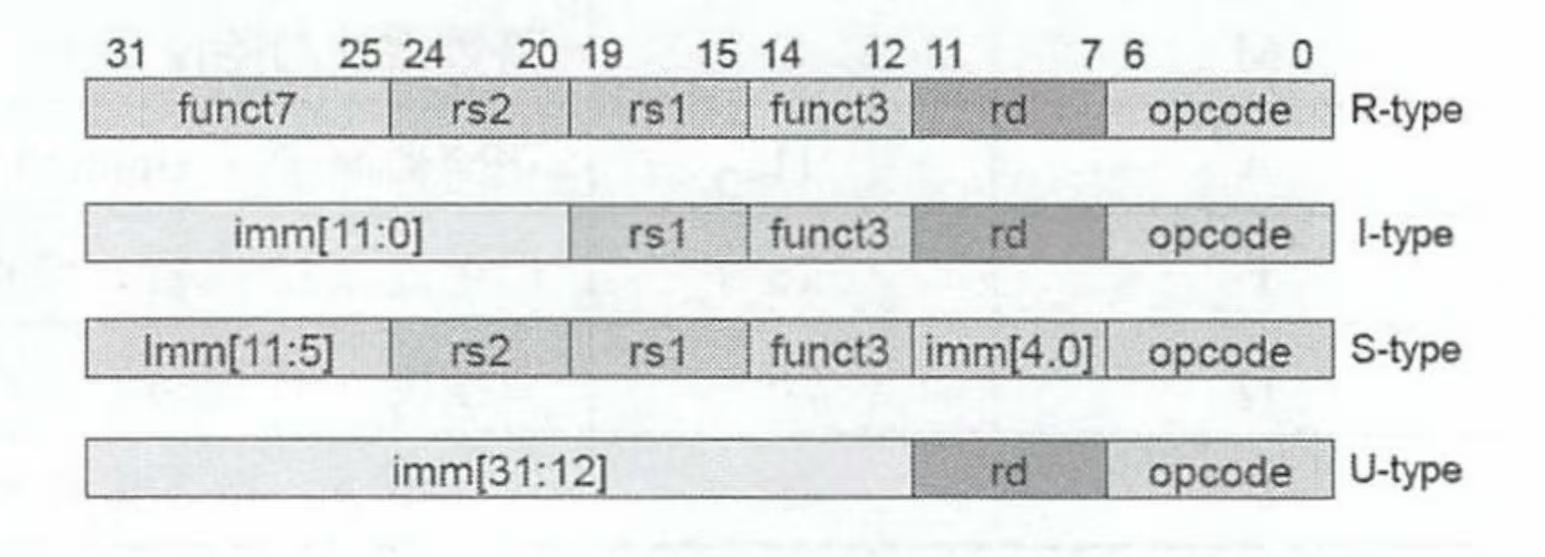 31 25 24 20 19 15 14 12 11 7 6 0
funct7 rs2 rs1 funct3 rd opcode R-type
imm[11:0] rs1 funct3 rd opcode I-type
Imm[11:5] rs2 rs1 funct3 imm[4.0] opcode S-type
imm[31:12] rd opcode U-type